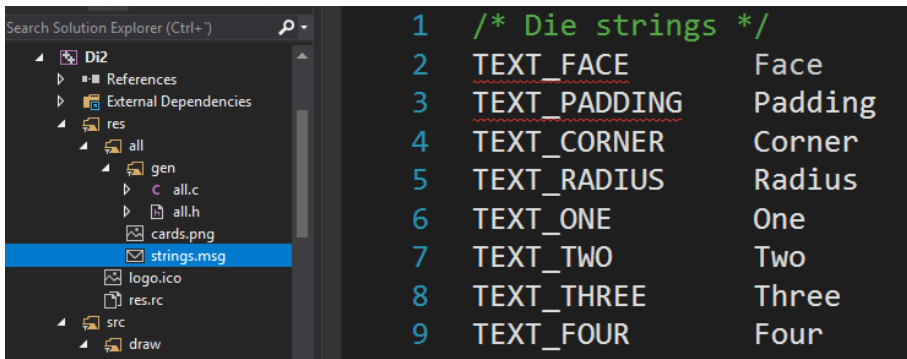 Search Solution Explorer (Ctrl+¨)
Di2
References
External Dependencies
res
all
gen
all.c
all.h
cards.png
strings.msg
logo.ico
res.rc
src
draw
1 /* Die strings */
2 TEXT_FACE Face
3 TEXT_PADDING Padding
4 TEXT_CORNER Corner
5 TEXT_RADIUS Radius
6 TEXT_ONE One
7 TEXT_TWO Two
8 TEXT_THREE Three
9 TEXT_FOUR Four